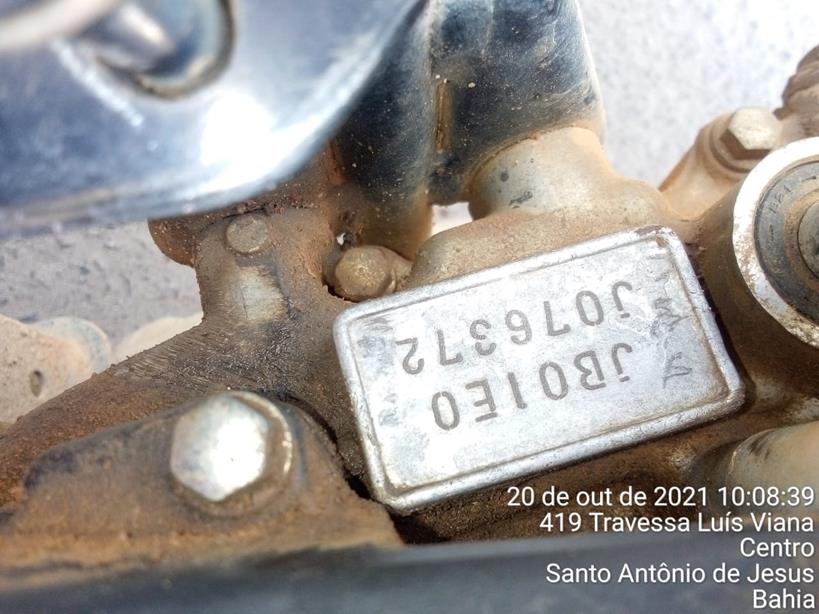 JB01E0
J076372
20 de out de 2021 10:08:39
419 Travessa Luís Viana
Centro
Santo Antônio de Jesus
Bahia